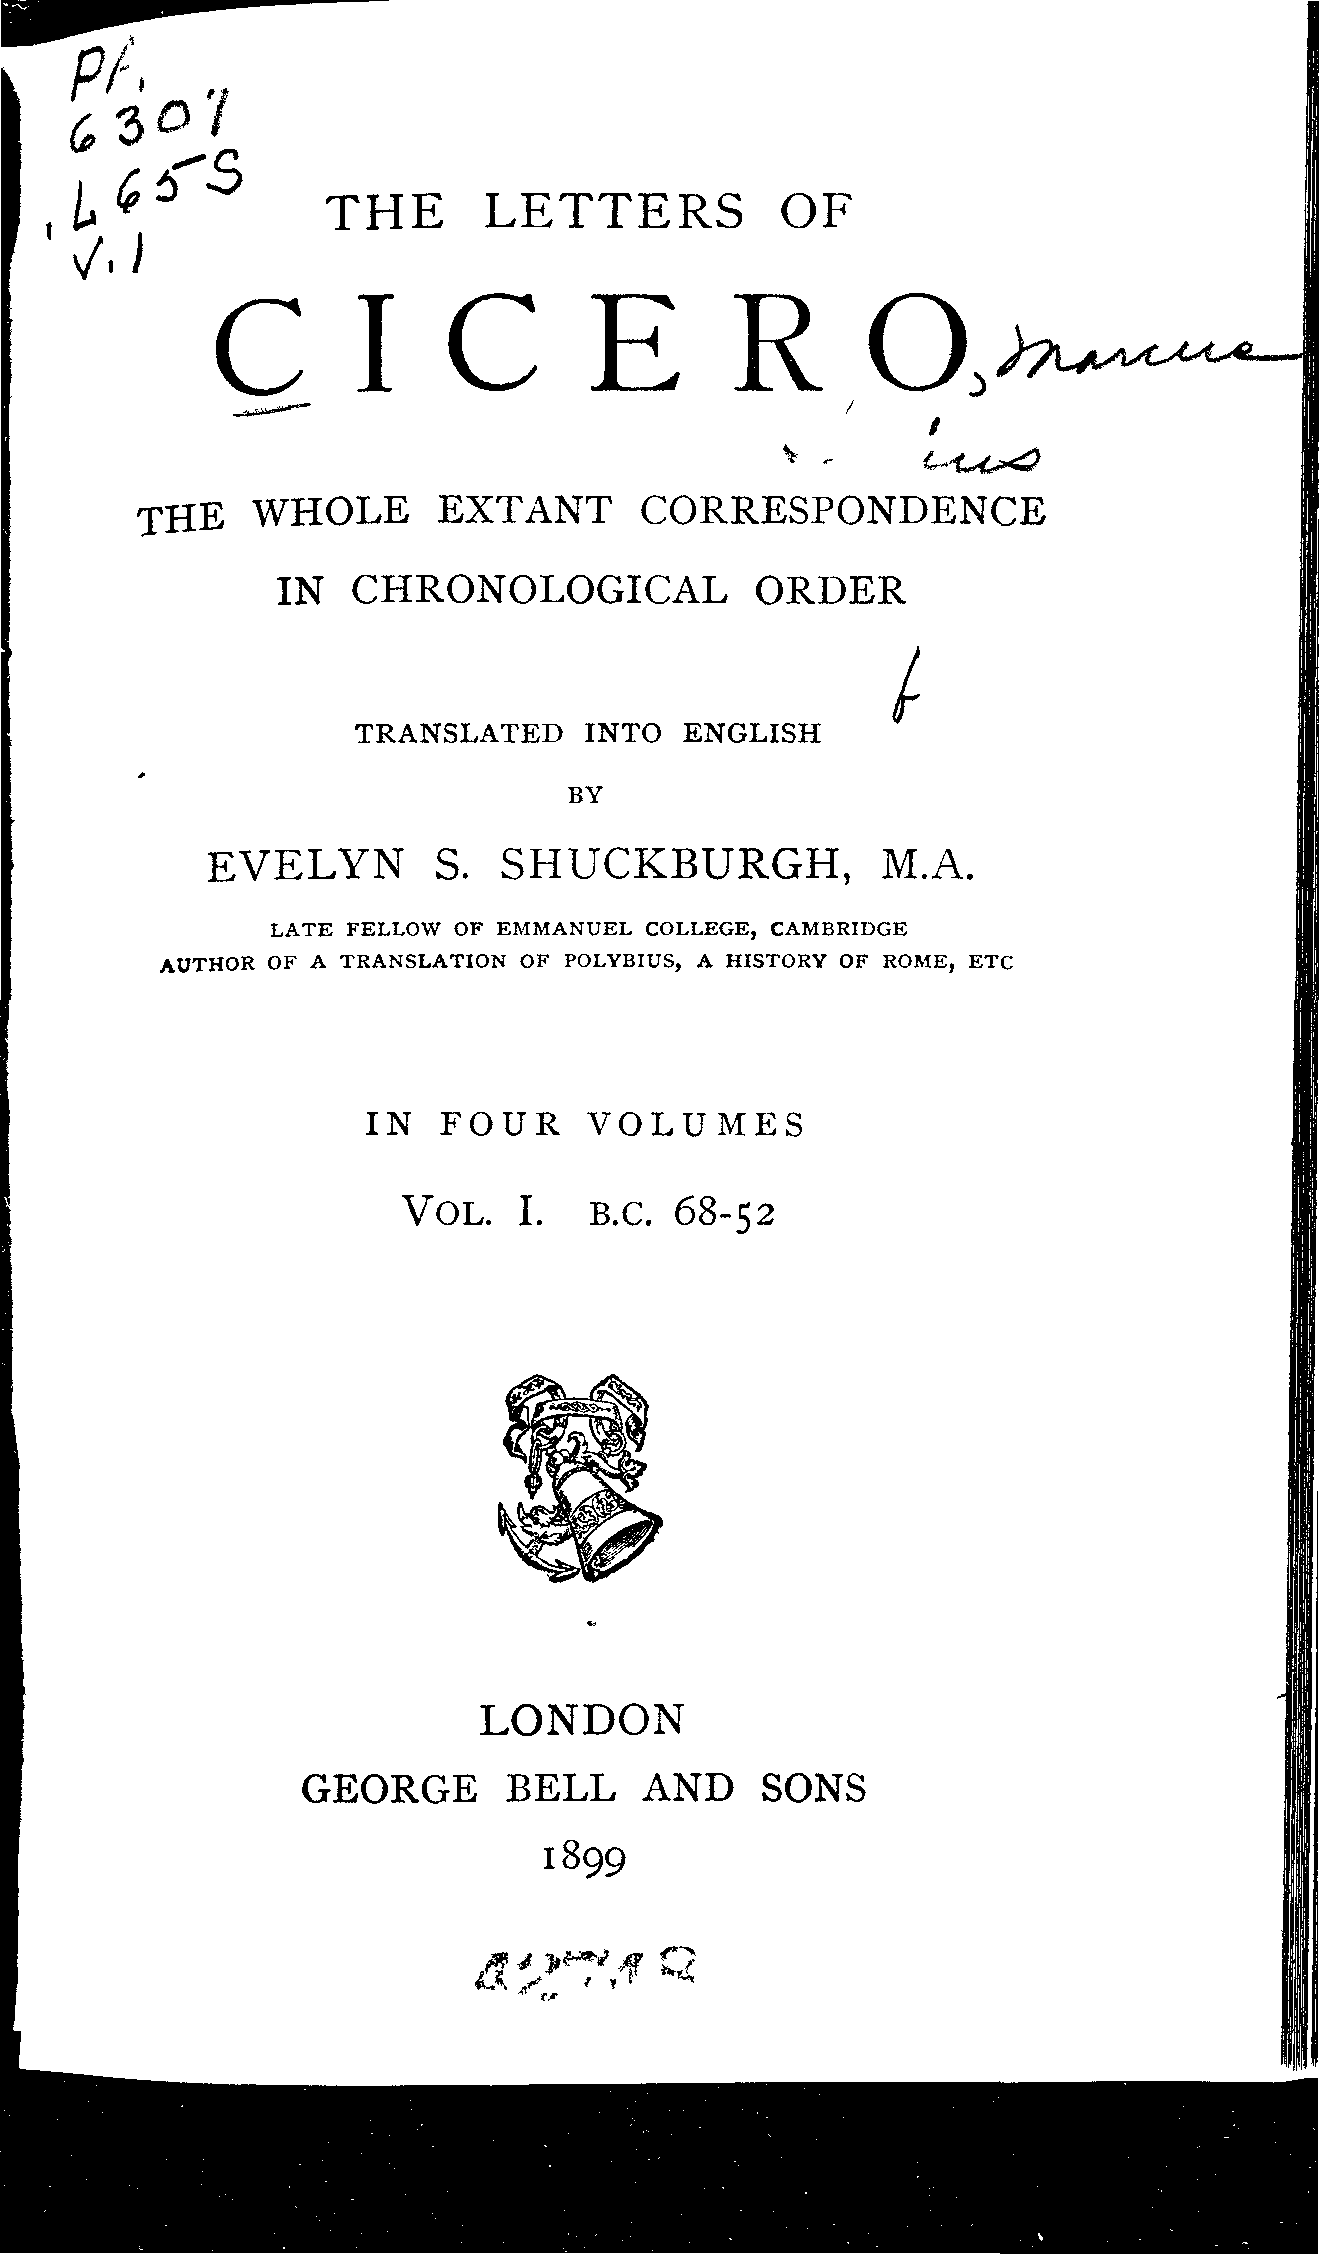 PA
6307
.L65S
V.1
THE LETTERS OF
CICERO, Marcus
ius
THE WHOLE EXTANT CORRESPONDENCE
IN CHRONOLOGICAL ORDER
TRANSLATED INTO ENGLISH
BY
EVELYN S. SHUCKBURGH, M.A.
LATE FELLOW OF EMMANUEL COLLEGE, CAMBRIDGE
AUTHOR OF A TRANSLATION OF POLYBIUS, A HISTORY OF ROME, ETC
IN FOUR VOLUMES
VOL. I. B.C. 68-52
LONDON
GEORGE BELL AND SONS
1899